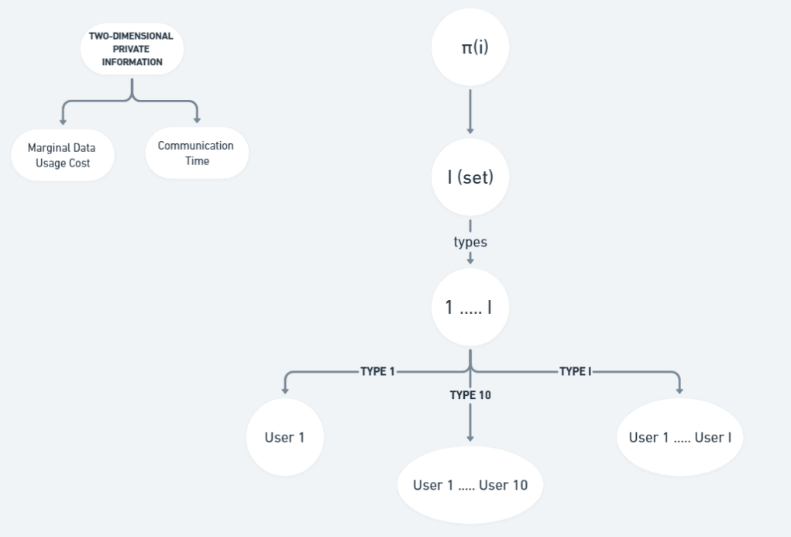 TWO-DIMENSIONAL
PRIVATE
INFORMATION
Marginal Data
Usage Cost
Communication
Time
π(i)
I (set)
types
1 ..... I
TYPE 1
TYPE I
TYPE 10
User 1
User 1 ..... User I
User 1 ..... User 10